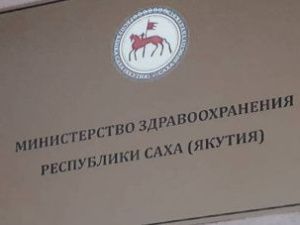 МИНИСТЕРСТВО ЗДРАВООХРАНЕНИЯ
РЕСПУБЛИКИ САХА (ЯКУТИЯ)